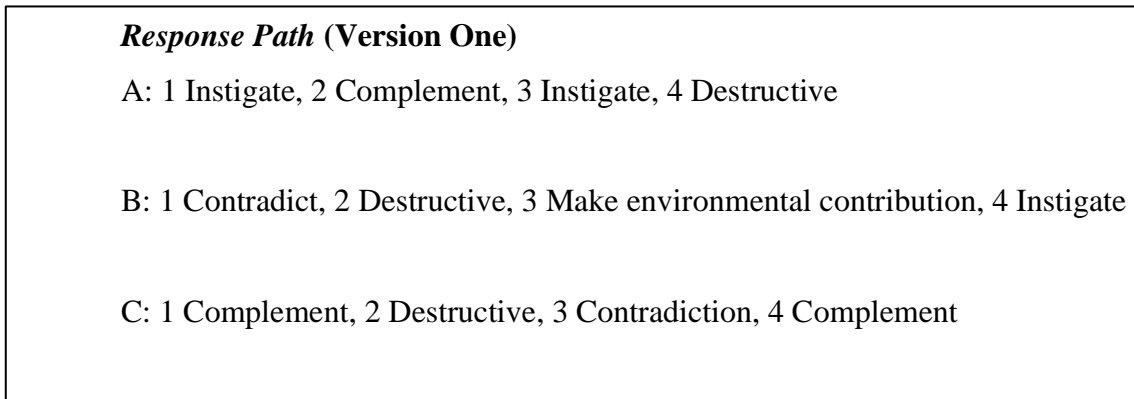 Response Path (Version One)
A: 1 Instigate, 2 Complement, 3 Instigate, 4 Destructive
B: 1 Contradict, 2 Destructive, 3 Make environmental contribution, 4 Instigate
C: 1 Complement, 2 Destructive, 3 Contradiction, 4 Complement